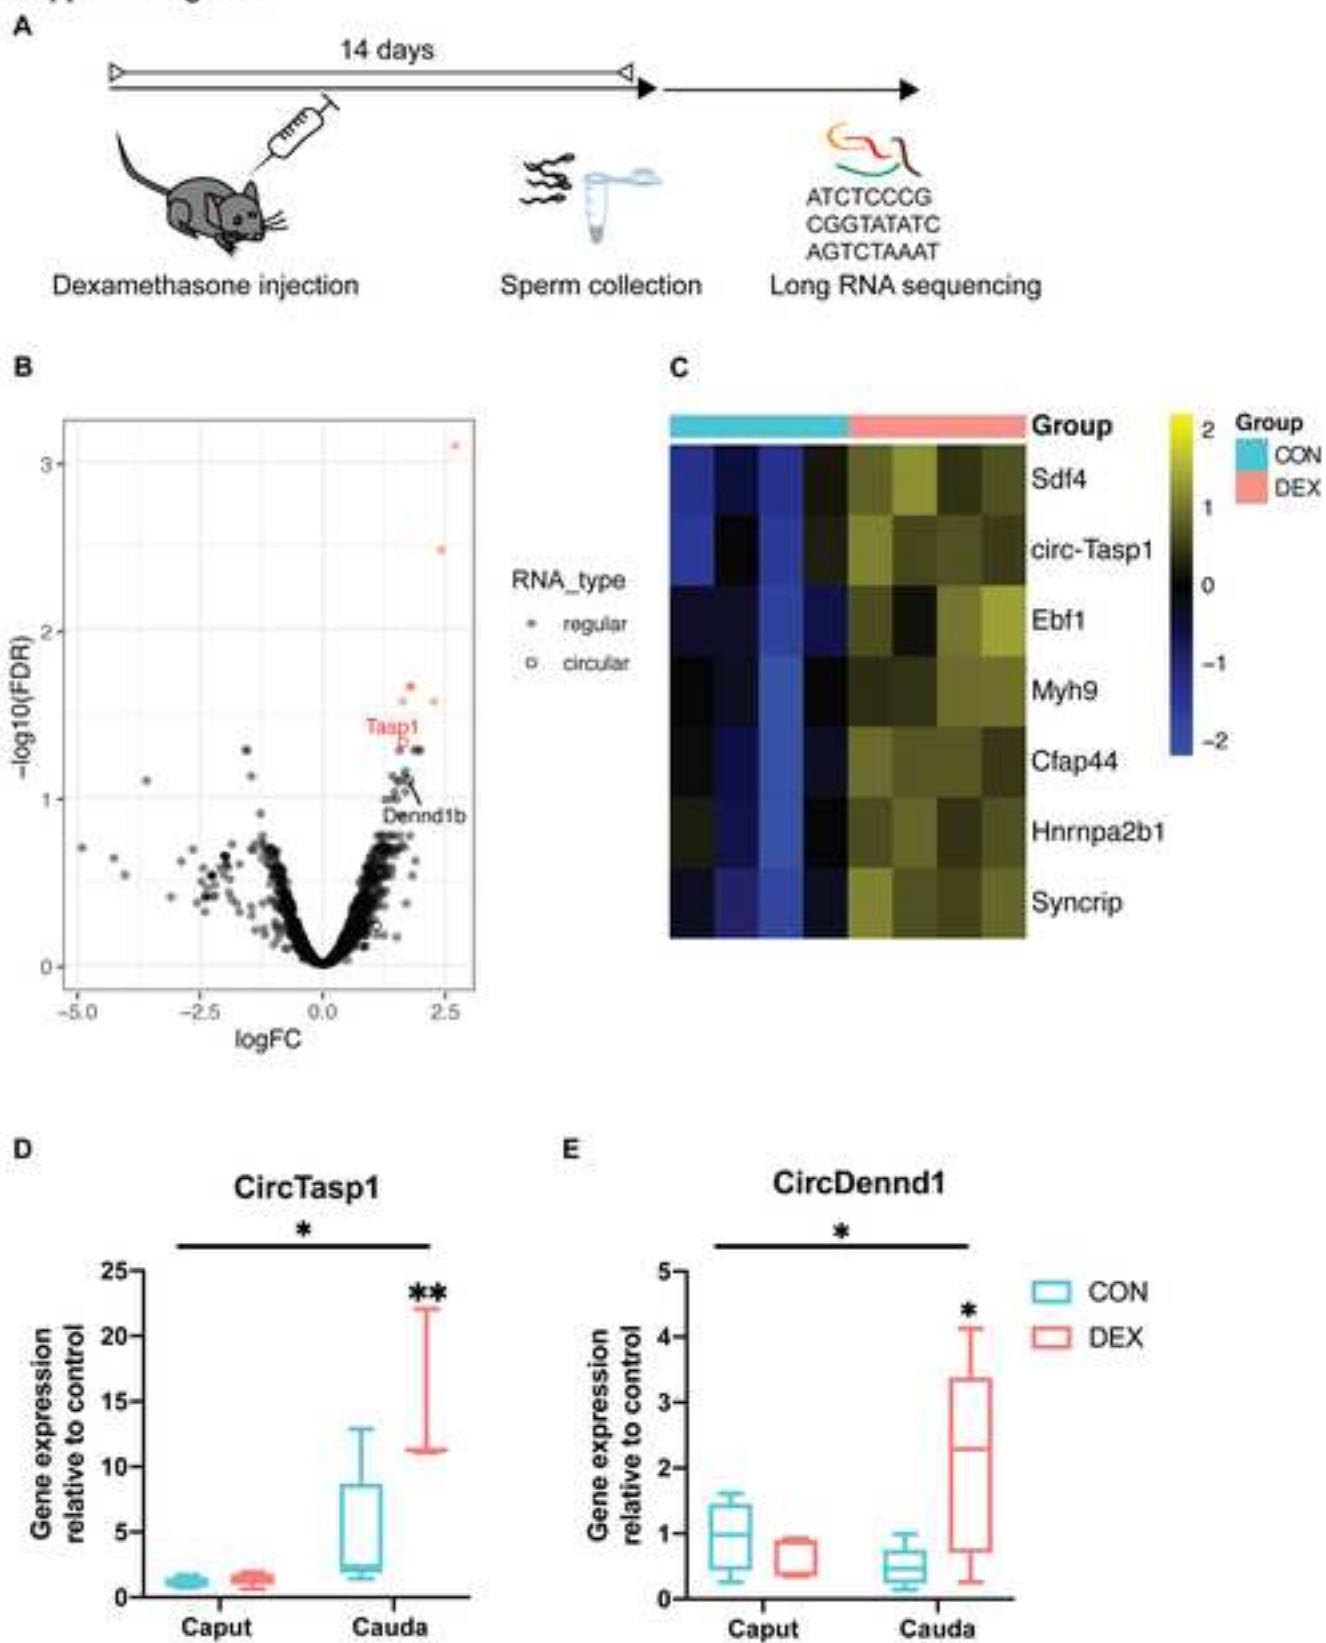 A
14 days
ATCTCCCG
CGGTATATC
AGTCTAAAT
Dexamethasone injection
Sperm collection
Long RNA sequencing
B
3
2
1
0
−log10(FDR)
Tasp1
Dennd1b
−5.0
−2.5
0.0
2.5
logFC
RNA_type
regular
circular
C
Group
Sdf4
circ-Tasp1
Ebf1
Myh9
Cfap44
Hnrnpa2b1
Syncrip
2
1
0
−1
−2
Group
CON
DEX
D
CircTasp1
*
**
25
20
15
10
5
0
Gene expression
relative to control
Caput
Cauda
E
CircDennd1
*
*
5
4
3
2
1
0
Gene expression
relative to control
Caput
Cauda
CON
DEX